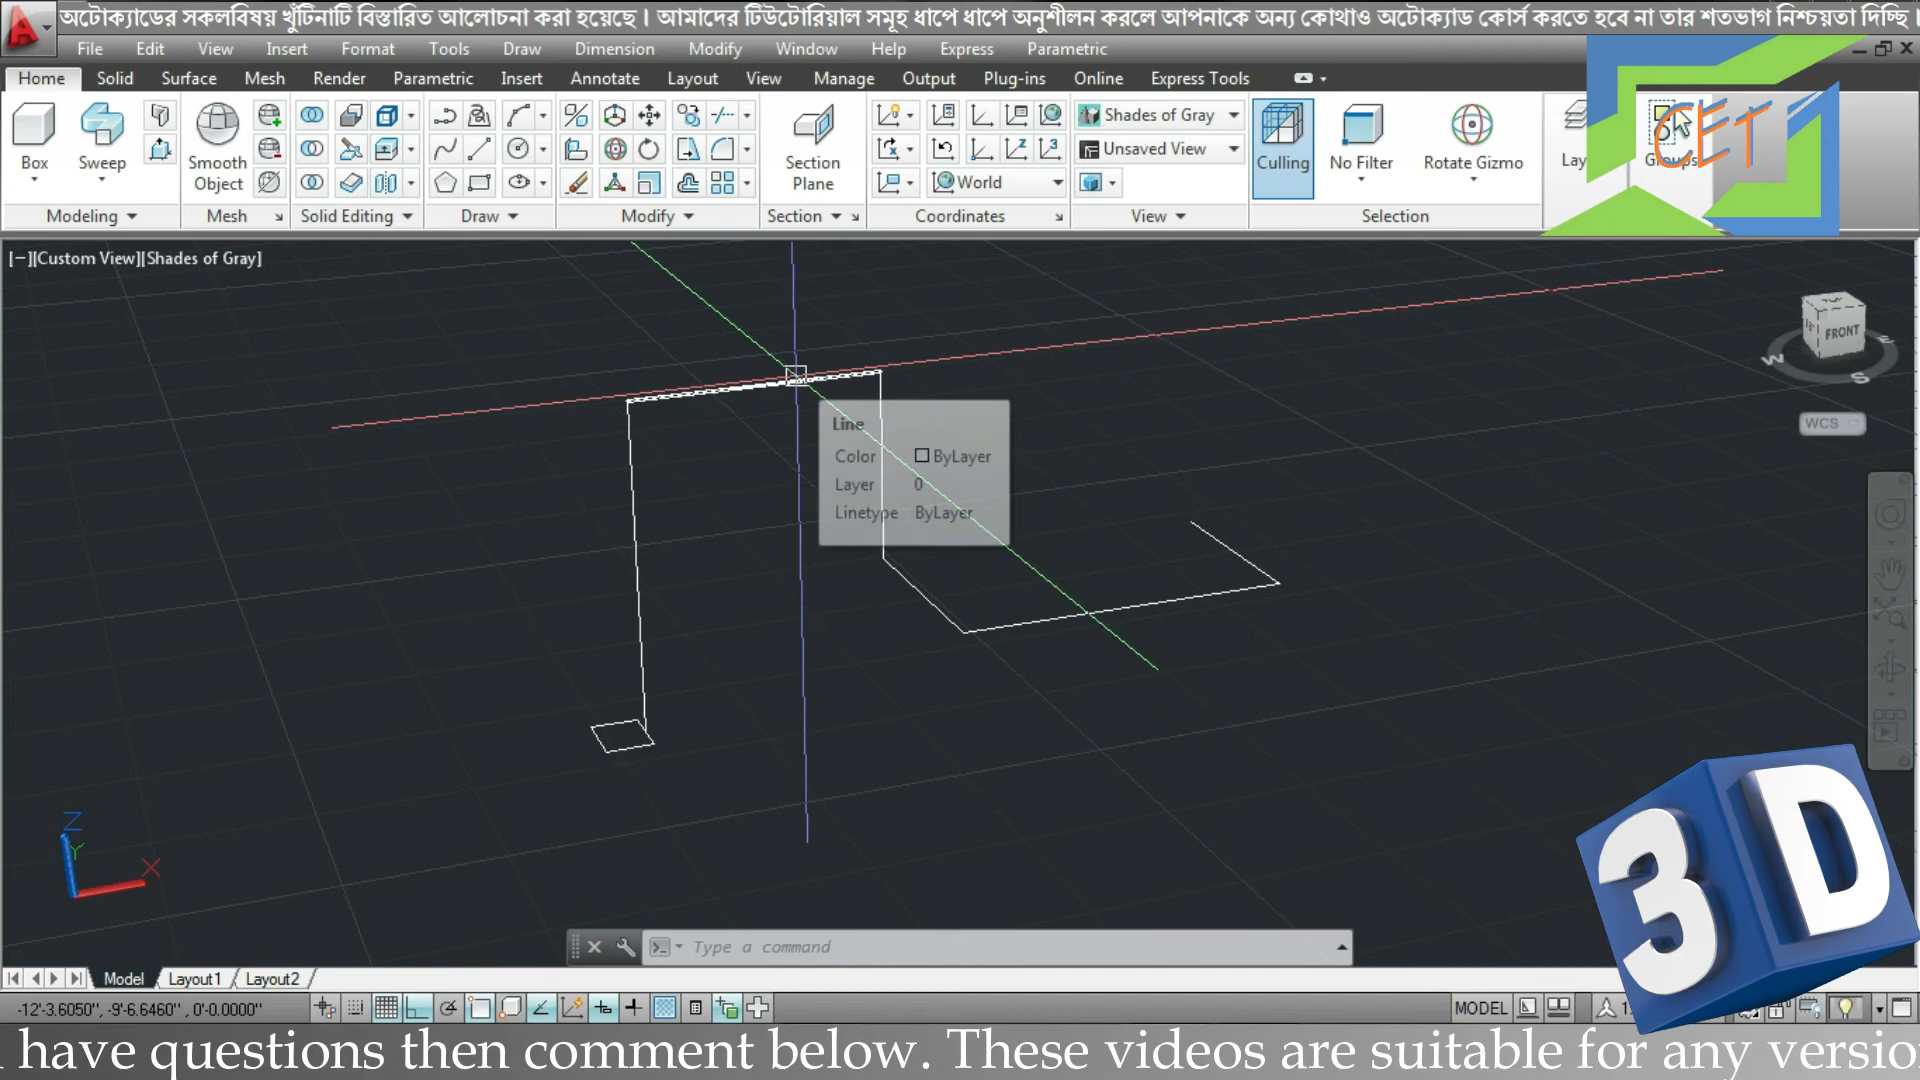 অটোক্যাডের সকলবিষয় খুঁটিনাটি বিস্তারিত আলোচনা করা হয়েছে। আমাদের টিউটোরিয়াল সমূহ ধাপে ধাপে অনুশীলন করলে আপনাকে অন্য কোথাও অটোক্যাড কোর্স করতে হবে না তার শতভাগ নিশ্চয়তা দিচ্ছি।
File Edit View Insert Format Tools Draw Dimension Modify Window Help Express Parametric
Home Solid Surface Mesh Render Parametric Insert Annotate Layout View Manage Output Plug-ins Online Express Tools
Shades of Gray
Unsaved View
World
Box Sweep Smooth Object Section Plane Culling No Filter Rotate Gizmo Groups
CET
Modeling Mesh Solid Editing Draw Modify Section Coordinates View Selection
[−][Custom View][Shades of Gray]
FRONT
W S E
WCS
Line
Color ByLayer
Layer 0
Linetype ByLayer
Z
Y
X
3D
Type a command
Model Layout1 Layout2
-12'-3.6050", -9'-6.6460" , 0'-0.0000"
MODEL
have questions then comment below. These videos are suitable for any versio